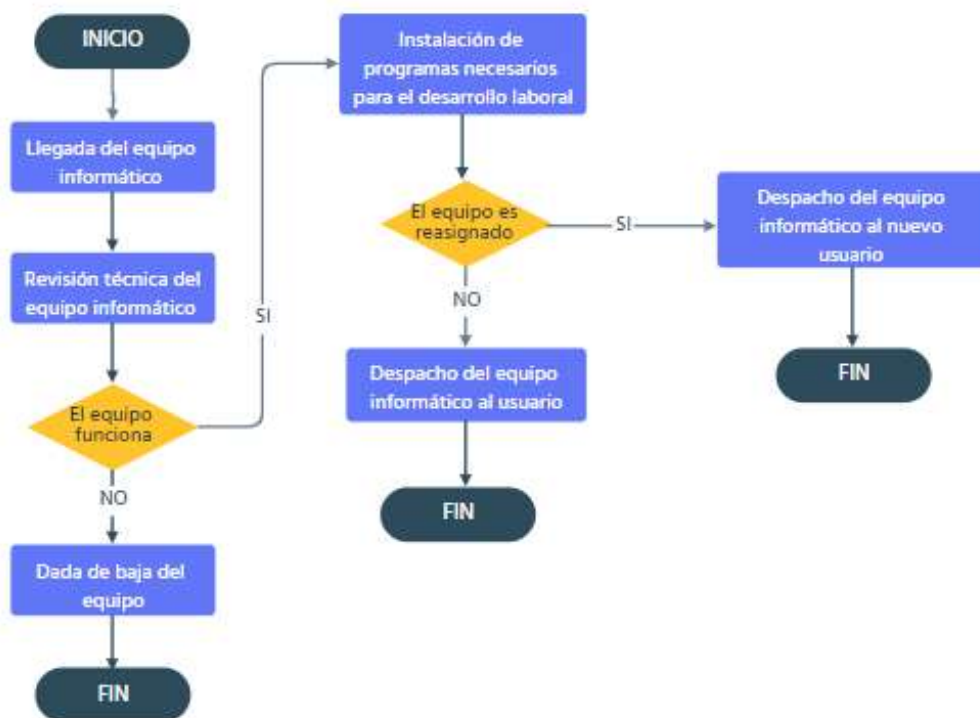 INICIO
Llegada del equipo
informático
Revisión técnica del
equipo informático
El equipo
funciona
NO
Dada de baja del
equipo
FIN
SI
Instalación de
programas necesarios
para el desarrollo laboral
El equipo es
reasignado
NO
Despacho del equipo
informático al usuario
FIN
SI
Despacho del equipo
informático al nuevo
usuario
FIN